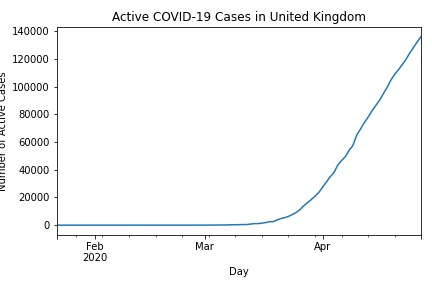 Active COVID-19 Cases in United Kingdom
140000
120000
100000
80000
60000
40000
20000
0
Number of Active Cases
Feb
2020
Mar
Apr
Day